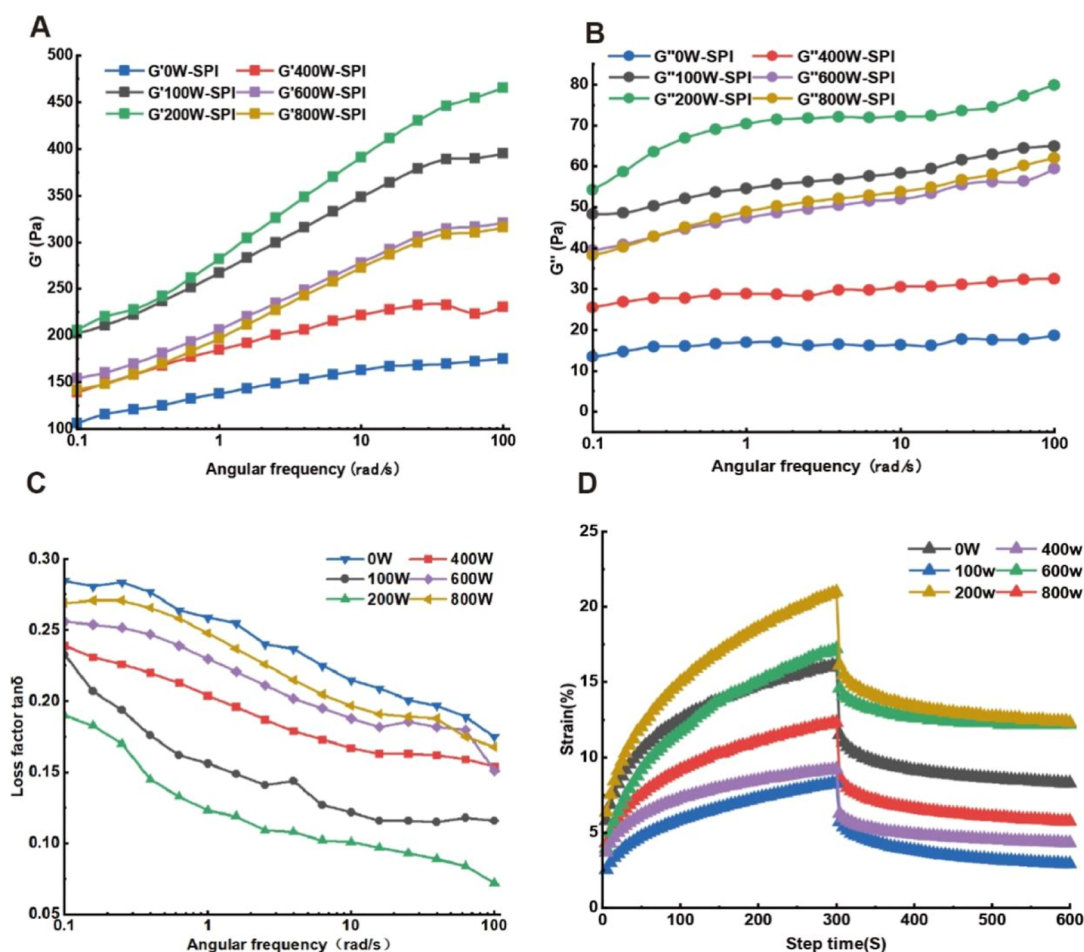 A
500
450
400
350
300
250
200
150
100
G' (Pa)
G'0W-SPI G'400W-SPI
G'100W-SPI G'600W-SPI
G'200W-SPI G'800W-SPI
0.1 1 10 100
Angular frequency (rad/s)
B
80
70
60
50
40
30
20
10
0
G'' (Pa)
G''0W-SPI G''400W-SPI
G''100W-SPI G''600W-SPI
G''200W-SPI G''800W-SPI
0.1 1 10 100
Angular frequency (rad/s)
C
0.30
0.25
0.20
0.15
0.10
0.05
Loss factor tanδ
0W 400W
100W 600W
200W 800W
0.1 1 10 100
Angular frequency (rad/s)
D
25
20
15
10
5
0
Strain(%)
0W 400w
100w 600w
200w 800w
0 100 200 300 400 500 600
Step time(S)